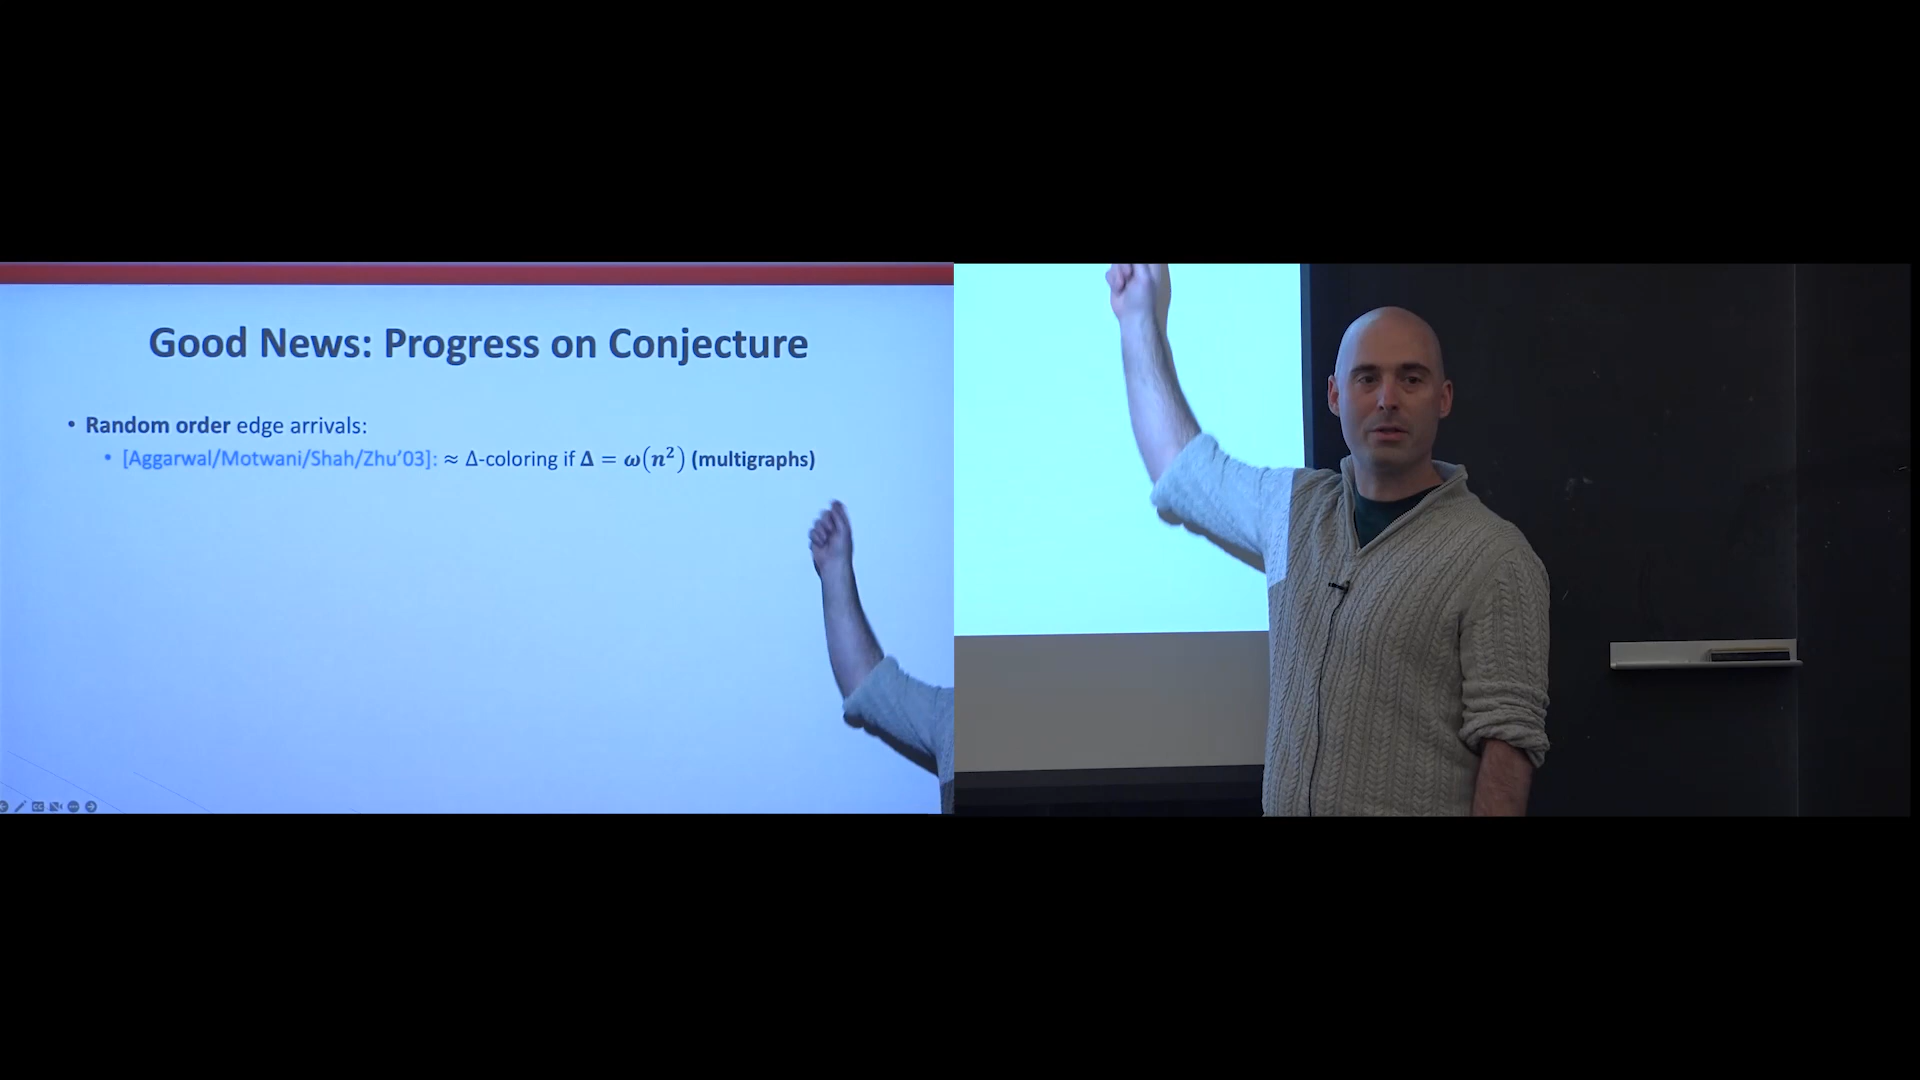 Good News: Progress on Conjecture
• Random order edge arrivals:
• [Aggarwal/Motwani/Shah/Zhu’03]: ≈ Δ-coloring if Δ = ω(n²) (multigraphs)